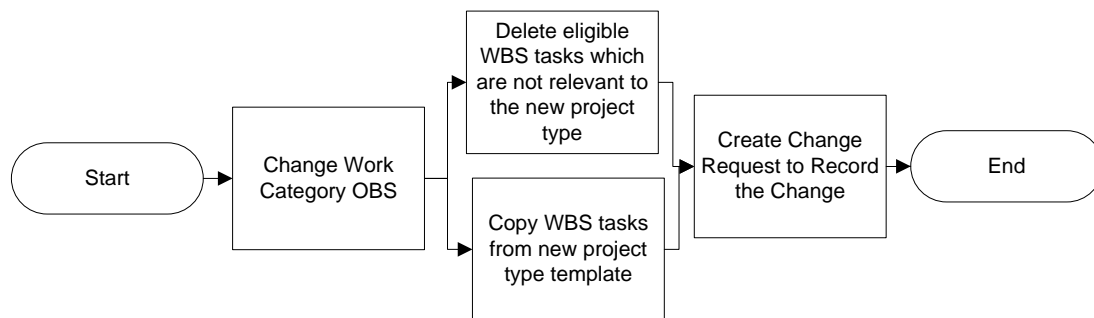 Start
Change Work
Category OBS
Delete eligible
WBS tasks which
are not relevant to
the new project
type
Copy WBS tasks
from new project
type template
Create Change
Request to Record
the Change
End